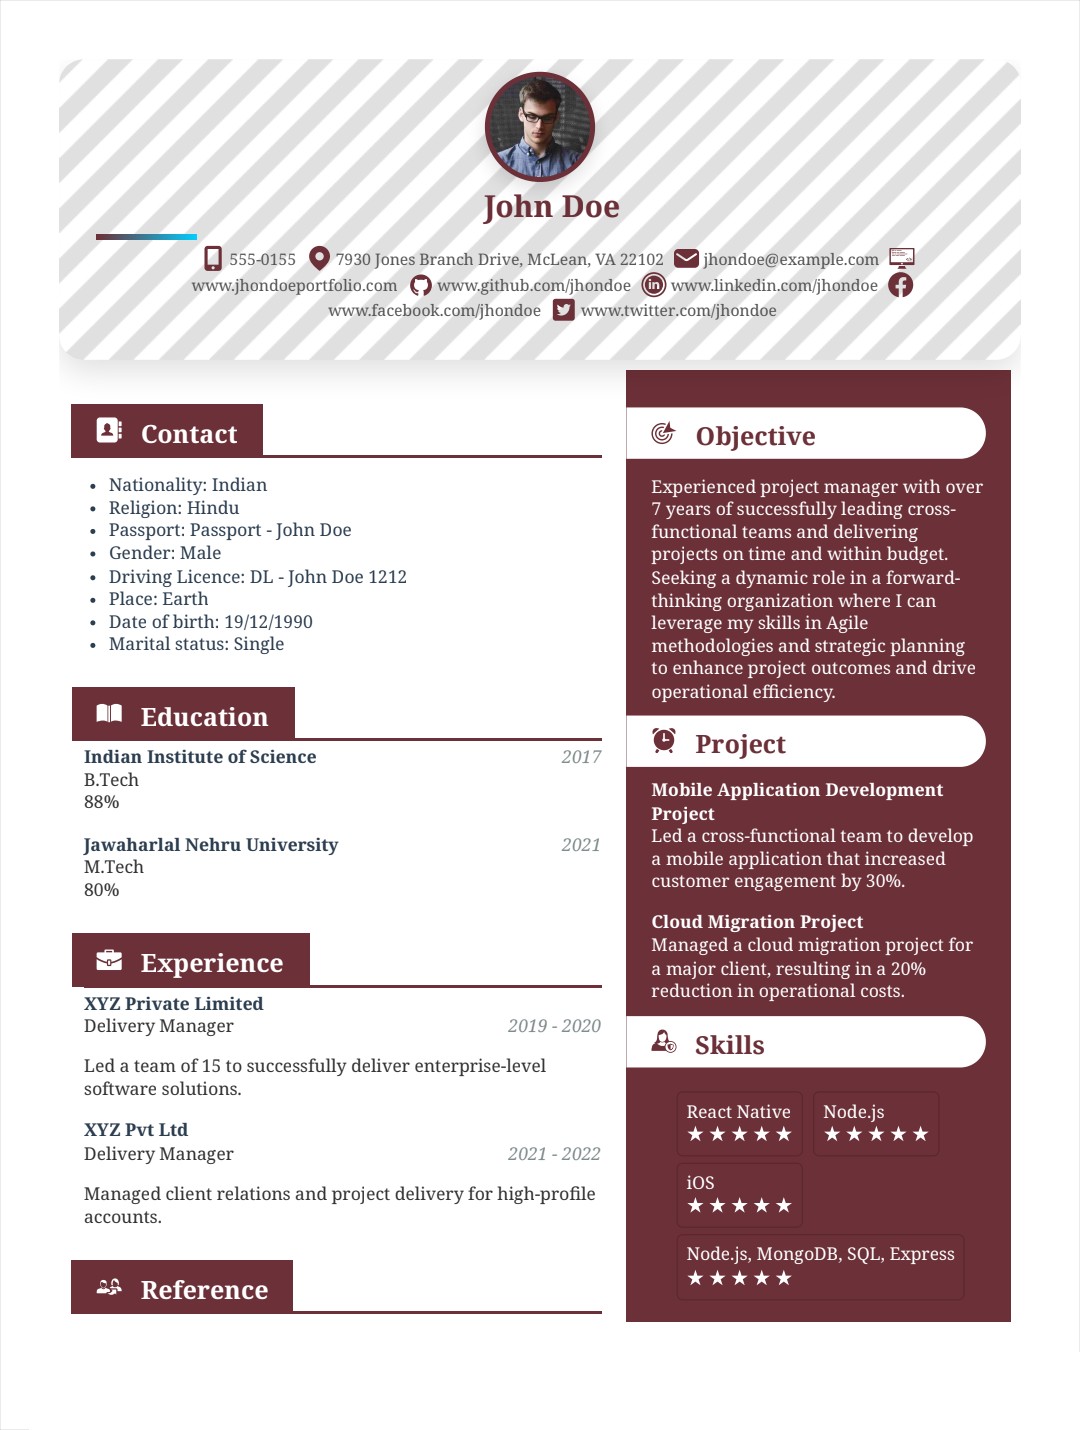 John Doe
555-0155 7930 Jones Branch Drive, McLean, VA 22102 jhondoe@example.com
www.jhondoeportfolio.com www.github.com/jhondoe www.linkedin.com/jhondoe
www.facebook.com/jhondoe www.twitter.com/jhondoe
Contact
• Nationality: Indian
• Religion: Hindu
• Passport: Passport - John Doe
• Gender: Male
• Driving Licence: DL - John Doe 1212
• Place: Earth
• Date of birth: 19/12/1990
• Marital status: Single
Education
Indian Institute of Science 2017
B.Tech
88%
Jawaharlal Nehru University 2021
M.Tech
80%
Experience
XYZ Private Limited
Delivery Manager 2019 - 2020
Led a team of 15 to successfully deliver enterprise-level
software solutions.
XYZ Pvt Ltd
Delivery Manager 2021 - 2022
Managed client relations and project delivery for high-profile
accounts.
Reference
Objective
Experienced project manager with over
7 years of successfully leading cross-
functional teams and delivering
projects on time and within budget.
Seeking a dynamic role in a forward-
thinking organization where I can
leverage my skills in Agile
methodologies and strategic planning
to enhance project outcomes and drive
operational efficiency.
Project
Mobile Application Development
Project
Led a cross-functional team to develop
a mobile application that increased
customer engagement by 30%.
Cloud Migration Project
Managed a cloud migration project for
a major client, resulting in a 20%
reduction in operational costs.
Skills
React Native Node.js
★★★★★ ★★★★★
iOS
★★★★★
Node.js, MongoDB, SQL, Express
★★★★★